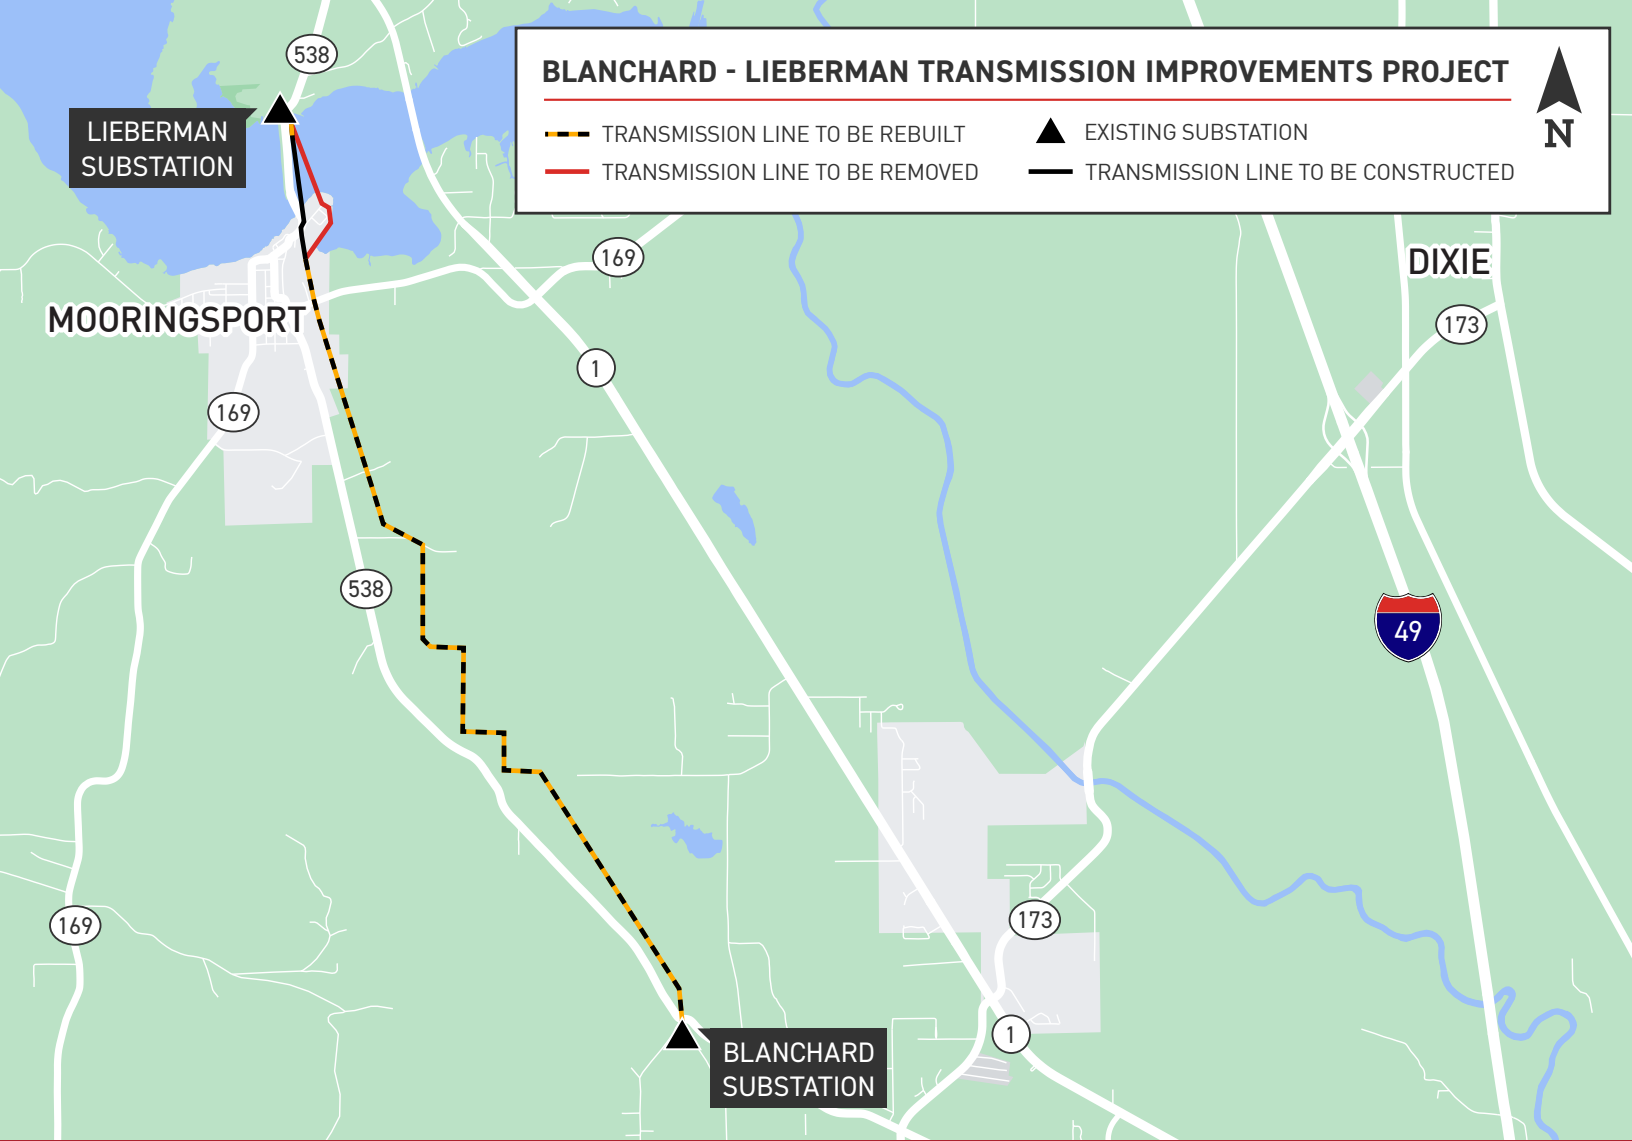 BLANCHARD - LIEBERMAN TRANSMISSION IMPROVEMENTS PROJECT
TRANSMISSION LINE TO BE REBUILT
EXISTING SUBSTATION
TRANSMISSION LINE TO BE REMOVED
TRANSMISSION LINE TO BE CONSTRUCTED
N
538
LIEBERMAN
SUBSTATION
169
DIXIE
MOORINGSPORT
173
1
169
538
49
169
173
1
BLANCHARD
SUBSTATION